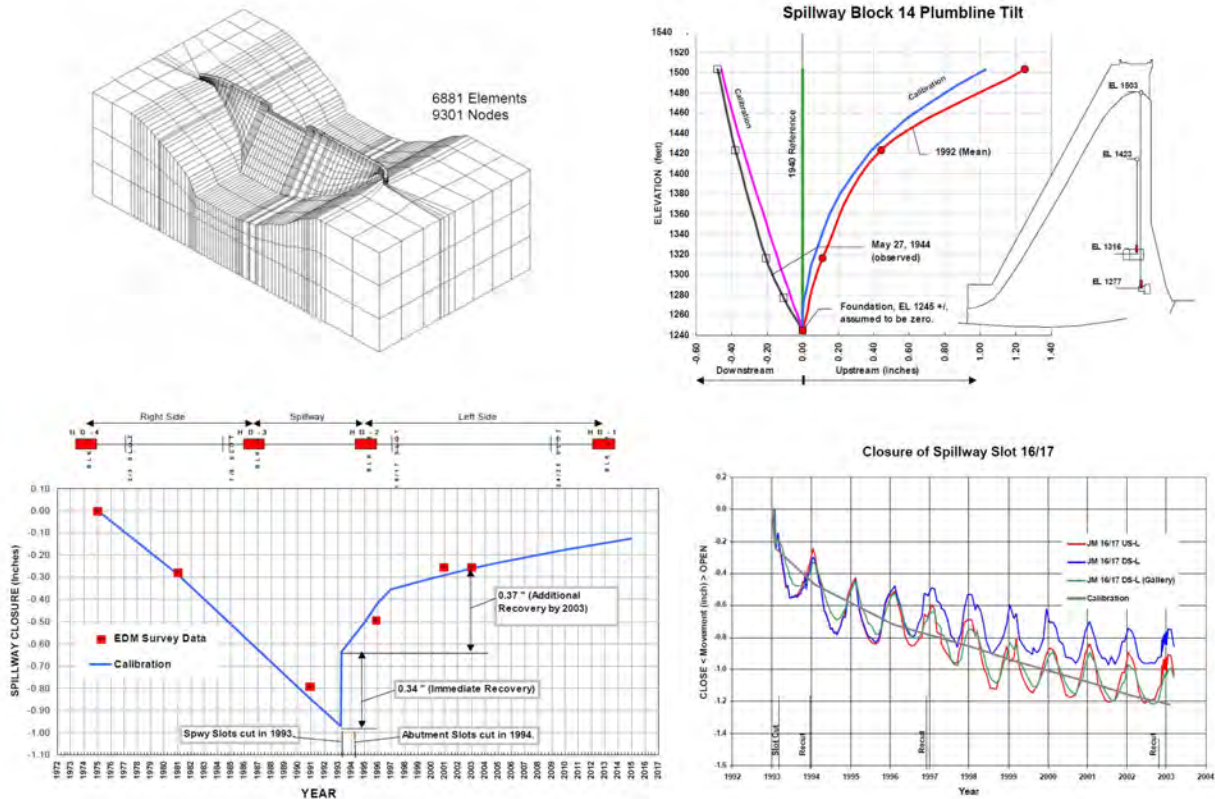 6881 Elements
9301 Nodes
Spillway Block 14 Plumbline Tilt
1540
1500
1480
1460
1440
1420
1400
1380
1360
1340
1320
1300
1280
1260
1240
ELEVATION (feet)
Calibration
1940 Reference
Calibration
1992 (Mean)
May 27, 1944
(observed)
Foundation, EL 1245 +/,
assumed to be zero.
-0.60
-0.40
-0.20
0.00
0.20
0.40
0.60
0.80
1.00
1.20
1.40
Downstream
Upstream (inches)
EL 1503
EL 1423
EL 1316
EL 1277
Right Side
Spillway
Left Side
0.10
0.00
-0.10
-0.20
-0.30
-0.40
-0.50
-0.60
-0.70
-0.80
-0.90
-1.00
-1.10
SPILLWAY CLOSURE (Inches)
EDM Survey Data
Calibration
0.37 " (Additional
Recovery by 2003)
0.34 " (Immediate Recovery)
Spwy Slots cut in 1993.
Abutment Slots cut in 1994.
1972
1973
1974
1975
1976
1977
1978
1979
1980
1981
1982
1983
1984
1985
1986
1987
1988
1989
1990
1991
1992
1993
1994
1995
1996
1997
1998
1999
2000
2001
2002
2003
2004
2005
2006
2007
2008
2009
2010
2011
2012
2013
2014
2015
2016
2017
YEAR
Closure of Spillway Slot 16/17
0.2
0.0
-0.2
-0.4
-0.6
-0.8
-1.0
-1.2
-1.4
CLOSE < Movement (inch) > OPEN
JM 16/17 US-L
JM 16/17 DS-L
JM 16/17 DS-L (Gallery)
Calibration
Slot Cut
Recut
Recut
Recut
1992
1993
1994
1995
1996
1997
1998
1999
2000
2001
2002
2003
2004
Year